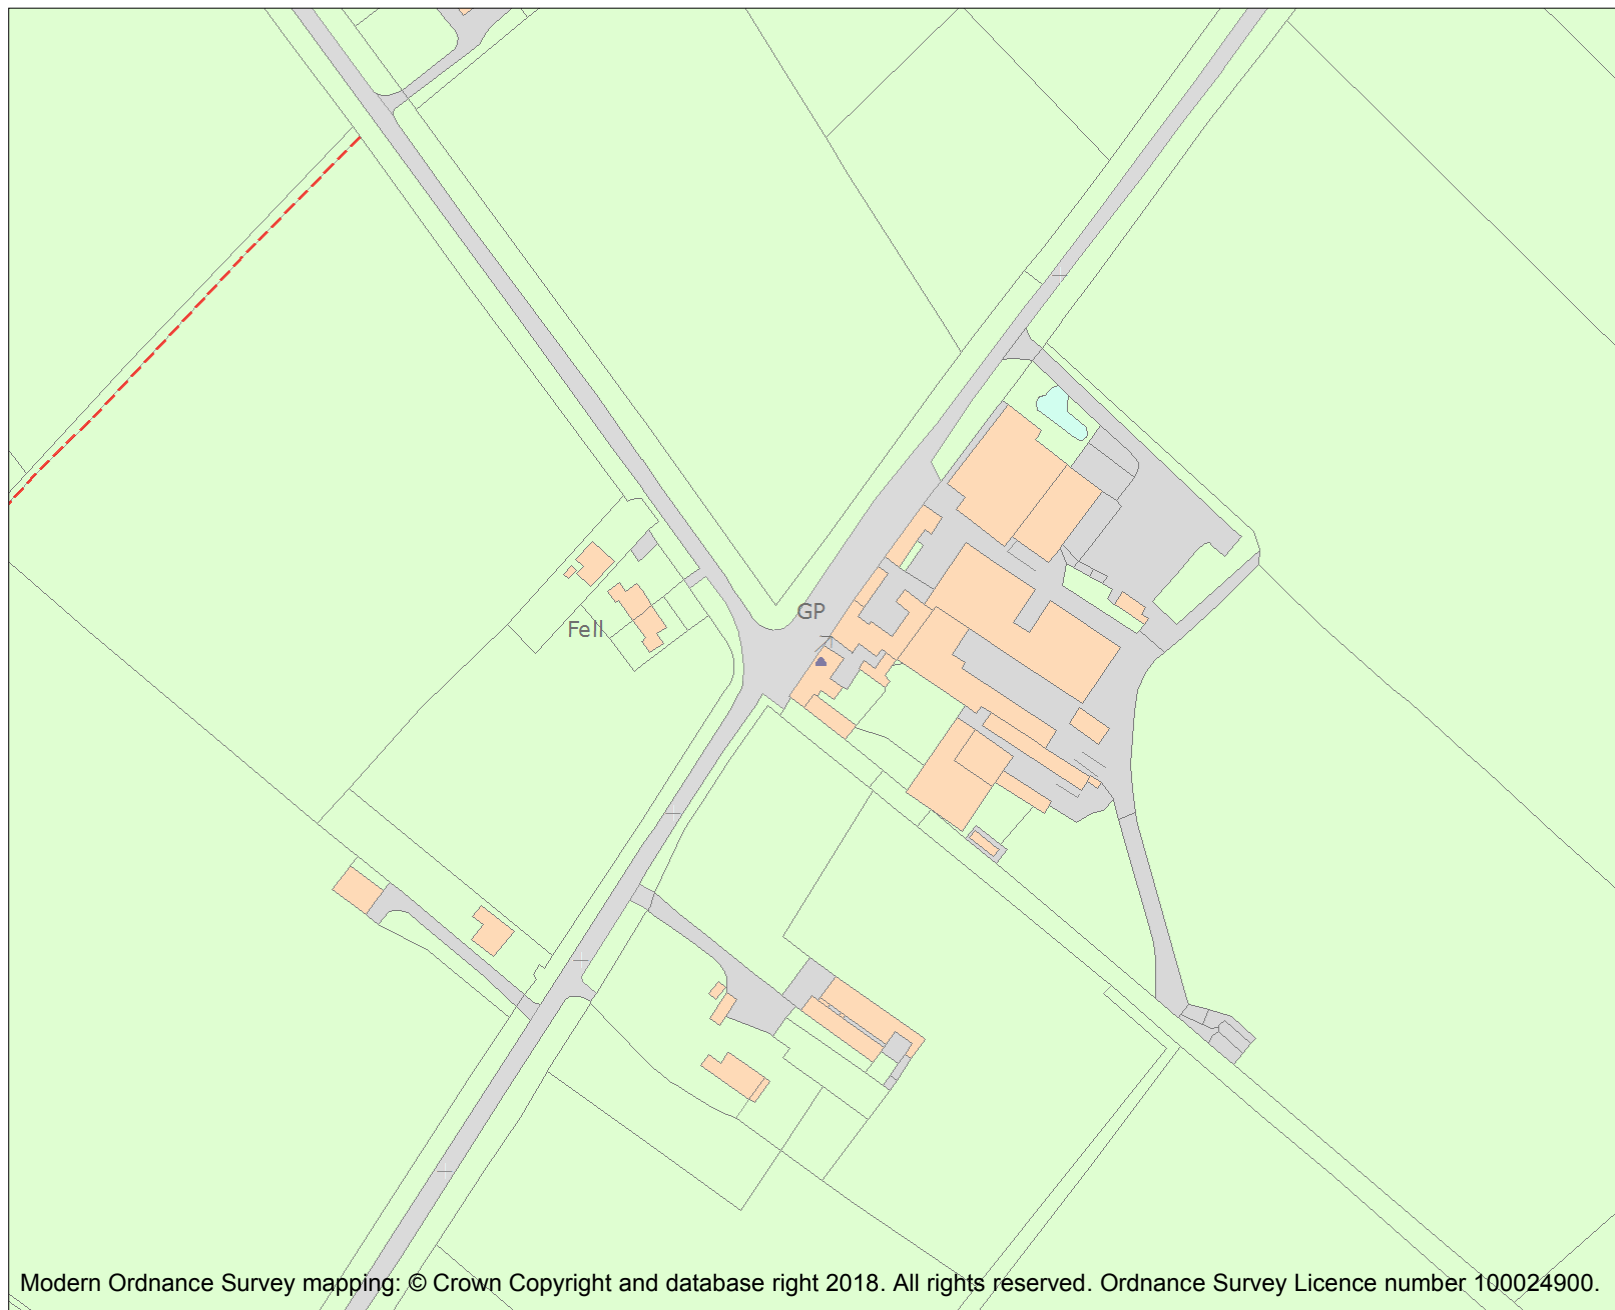 GP
Fell
Modern Ordnance Survey mapping: © Crown Copyright and database right 2018. All rights reserved. Ordnance Survey Licence number 100024900.